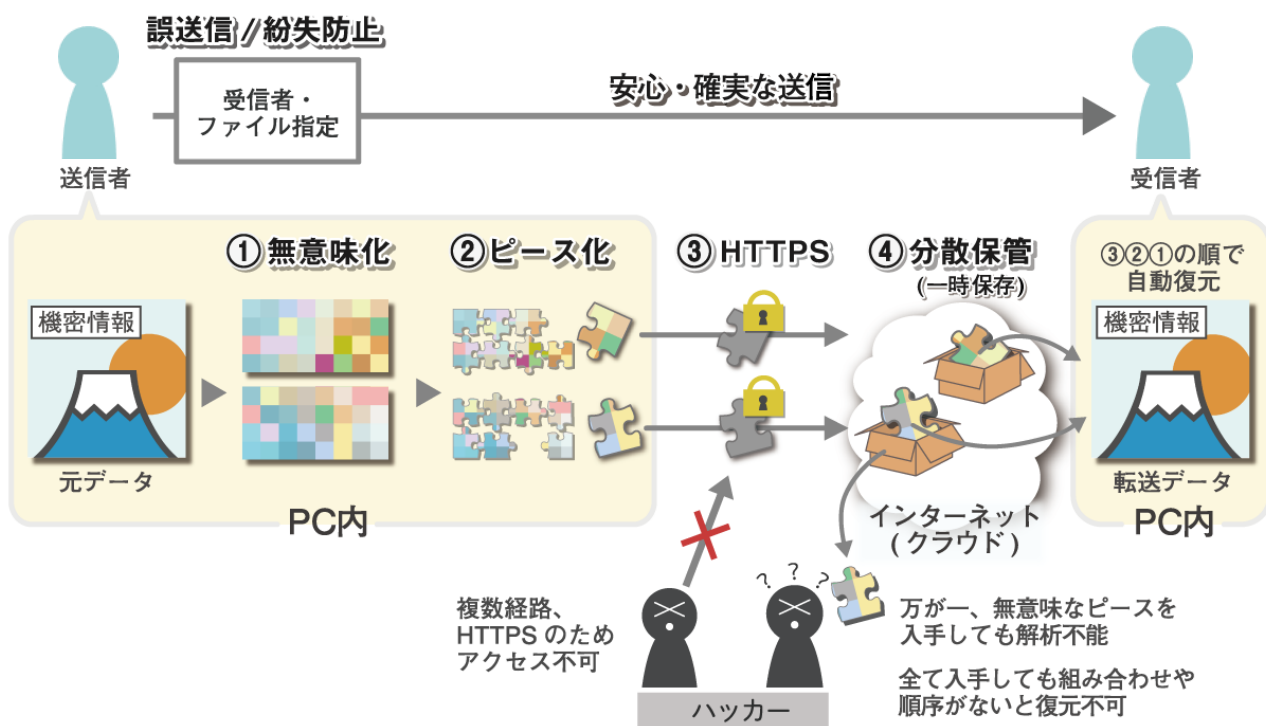 誤送信/紛失防止
受信者・
ファイル指定
安心・確実な送信
送信者
受信者
①無意味化
②ピース化
③HTTPS
④分散保管
(一時保存)
③②①の順で
自動復元
機密情報
機密情報
元データ
転送データ
PC内
PC内
インターネット
(クラウド)
複数経路、
HTTPSのため
アクセス不可
? ? ?
万が一、無意味なピースを
入手しても解析不能
全て入手しても組み合わせや
順序がないと復元不可
ハッカー